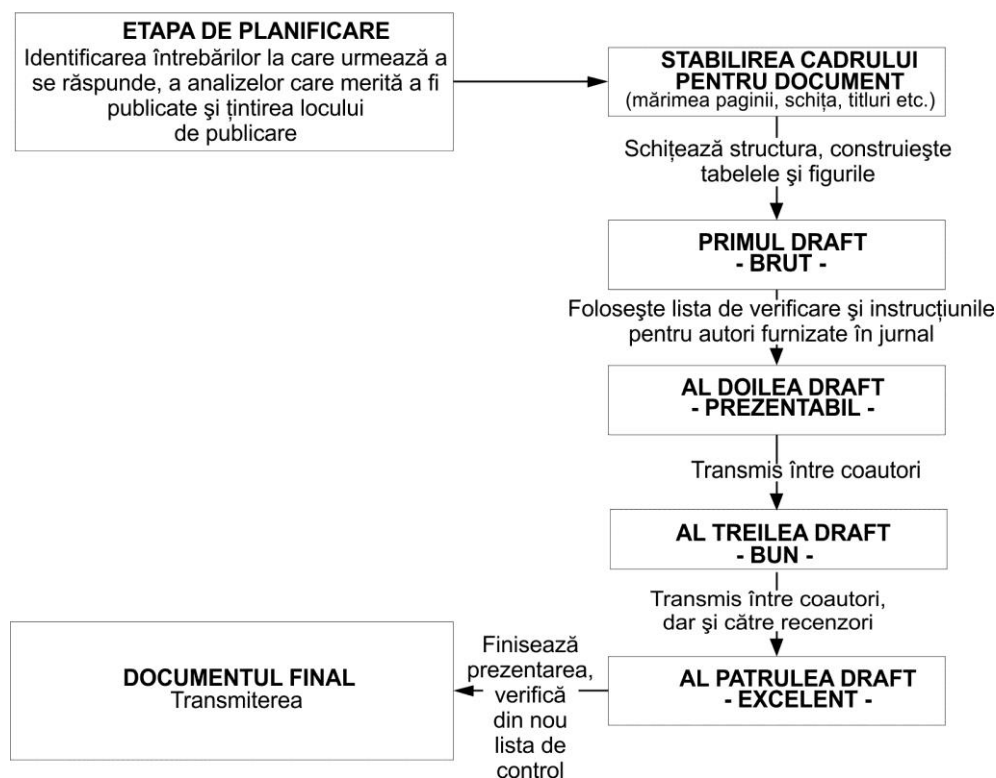 ETAPA DE PLANIFICARE
Identificarea întrebărilor la care urmează a
se răspunde, a analizelor care merită a fi
publicate şi ţintirea locului
de publicare
STABILIREA CADRULUI
PENTRU DOCUMENT
(mărimea paginii, schiţa, titluri etc.)
Schiţează structura, construieşte
tabelele şi figurile
PRIMUL DRAFT
- BRUT -
Foloseşte lista de verificare şi instrucţiunile
pentru autori furnizate în jurnal
AL DOILEA DRAFT
- PREZENTABIL -
Transmis între coautori
AL TREILEA DRAFT
- BUN -
Transmis între coautori,
dar şi către recenzori
AL PATRULEA DRAFT
- EXCELENT -
Finisează
prezentarea,
verifică
din nou
lista de
control
DOCUMENTUL FINAL
Transmiterea